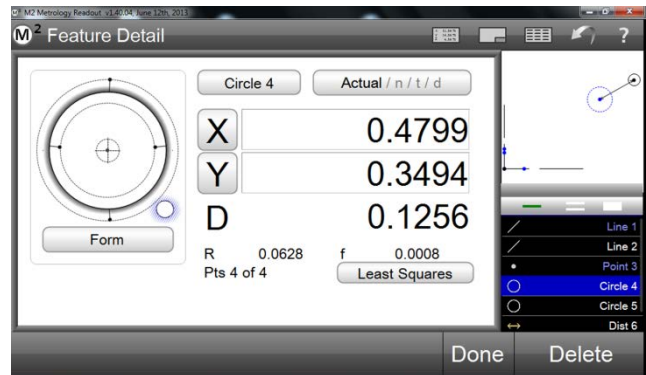 M2 Metrology Readout v1.40.04, June 12th, 2013
M² Feature Detail
?
Circle 4
Actual / n / t / d
X 0.4799
Y 0.3494
D 0.1256
R 0.0628 f 0.0008
Pts 4 of 4
Least Squares
Form
Line 1
Line 2
Point 3
Circle 4
Circle 5
Dist 6
Done
Delete